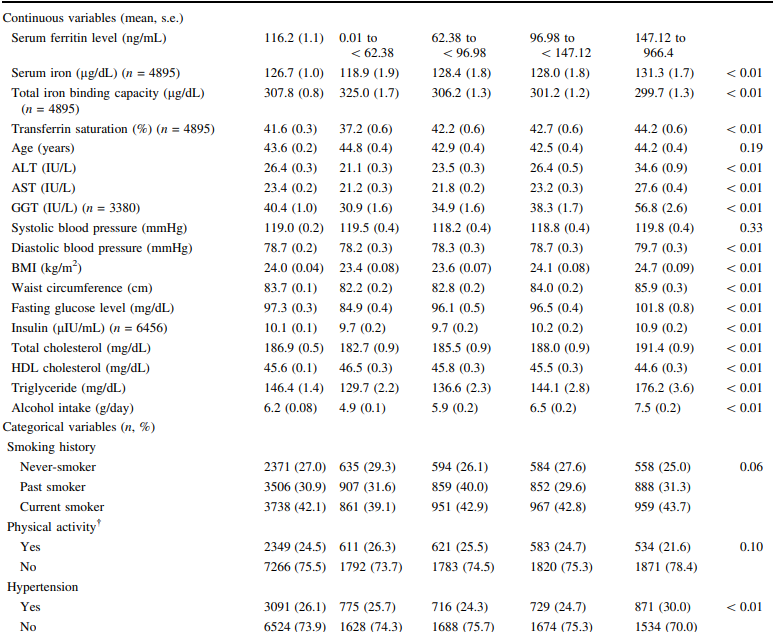 Continuous variables (mean, s.e.)
Serum ferritin level (ng/mL) 116.2 (1.1) 0.01 to 62.38 to 96.98 to 147.12 to
< 62.38 < 96.98 < 147.12 966.4
Serum iron (μg/dL) (n = 4895) 126.7 (1.0) 118.9 (1.9) 128.4 (1.8) 128.0 (1.8) 131.3 (1.7) < 0.01
Total iron binding capacity (μg/dL) 307.8 (0.8) 325.0 (1.7) 306.2 (1.3) 301.2 (1.2) 299.7 (1.3) < 0.01
(n = 4895)
Transferrin saturation (%) (n = 4895) 41.6 (0.3) 37.2 (0.6) 42.2 (0.6) 42.7 (0.6) 44.2 (0.6) < 0.01
Age (years) 43.6 (0.2) 44.8 (0.4) 42.9 (0.4) 42.5 (0.4) 44.2 (0.4) 0.19
ALT (IU/L) 26.4 (0.3) 21.1 (0.3) 23.5 (0.3) 26.4 (0.5) 34.6 (0.9) < 0.01
AST (IU/L) 23.4 (0.2) 21.2 (0.3) 21.8 (0.2) 23.2 (0.3) 27.6 (0.4) < 0.01
GGT (IU/L) (n = 3380) 40.4 (1.0) 30.9 (1.6) 34.9 (1.6) 38.3 (1.7) 56.8 (2.6) < 0.01
Systolic blood pressure (mmHg) 119.0 (0.2) 119.5 (0.4) 118.2 (0.4) 118.8 (0.4) 119.8 (0.4) 0.33
Diastolic blood pressure (mmHg) 78.7 (0.2) 78.2 (0.3) 78.3 (0.3) 78.7 (0.3) 79.7 (0.3) < 0.01
BMI (kg/m²) 24.0 (0.04) 23.4 (0.08) 23.6 (0.07) 24.1 (0.08) 24.7 (0.09) < 0.01
Waist circumference (cm) 83.7 (0.1) 82.2 (0.2) 82.8 (0.2) 84.0 (0.2) 85.9 (0.3) < 0.01
Fasting glucose level (mg/dL) 97.3 (0.3) 84.9 (0.4) 96.1 (0.5) 96.5 (0.4) 101.8 (0.8) < 0.01
Insulin (μIU/mL) (n = 6456) 10.1 (0.1) 9.7 (0.2) 9.7 (0.2) 10.2 (0.2) 10.9 (0.2) < 0.01
Total cholesterol (mg/dL) 186.9 (0.5) 182.7 (0.9) 185.5 (0.9) 188.0 (0.9) 191.4 (0.9) < 0.01
HDL cholesterol (mg/dL) 45.6 (0.1) 46.5 (0.3) 45.8 (0.3) 45.5 (0.3) 44.6 (0.3) < 0.01
Triglyceride (mg/dL) 146.4 (1.4) 129.7 (2.2) 136.6 (2.3) 144.1 (2.8) 176.2 (3.6) < 0.01
Alcohol intake (g/day) 6.2 (0.08) 4.9 (0.1) 5.9 (0.2) 6.5 (0.2) 7.5 (0.2) < 0.01
Categorical variables (n, %)
Smoking history
Never-smoker 2371 (27.0) 635 (29.3) 594 (26.1) 584 (27.6) 558 (25.0) 0.06
Past smoker 3506 (30.9) 907 (31.6) 859 (40.0) 852 (29.6) 888 (31.3)
Current smoker 3738 (42.1) 861 (39.1) 951 (42.9) 967 (42.8) 959 (43.7)
Physical activity†
Yes 2349 (24.5) 611 (26.3) 621 (25.5) 583 (24.7) 534 (21.6) 0.10
No 7266 (75.5) 1792 (73.7) 1783 (74.5) 1820 (75.3) 1871 (78.4)
Hypertension
Yes 3091 (26.1) 775 (25.7) 716 (24.3) 729 (24.7) 871 (30.0) < 0.01
No 6524 (73.9) 1628 (74.3) 1688 (75.7) 1674 (75.3) 1534 (70.0)